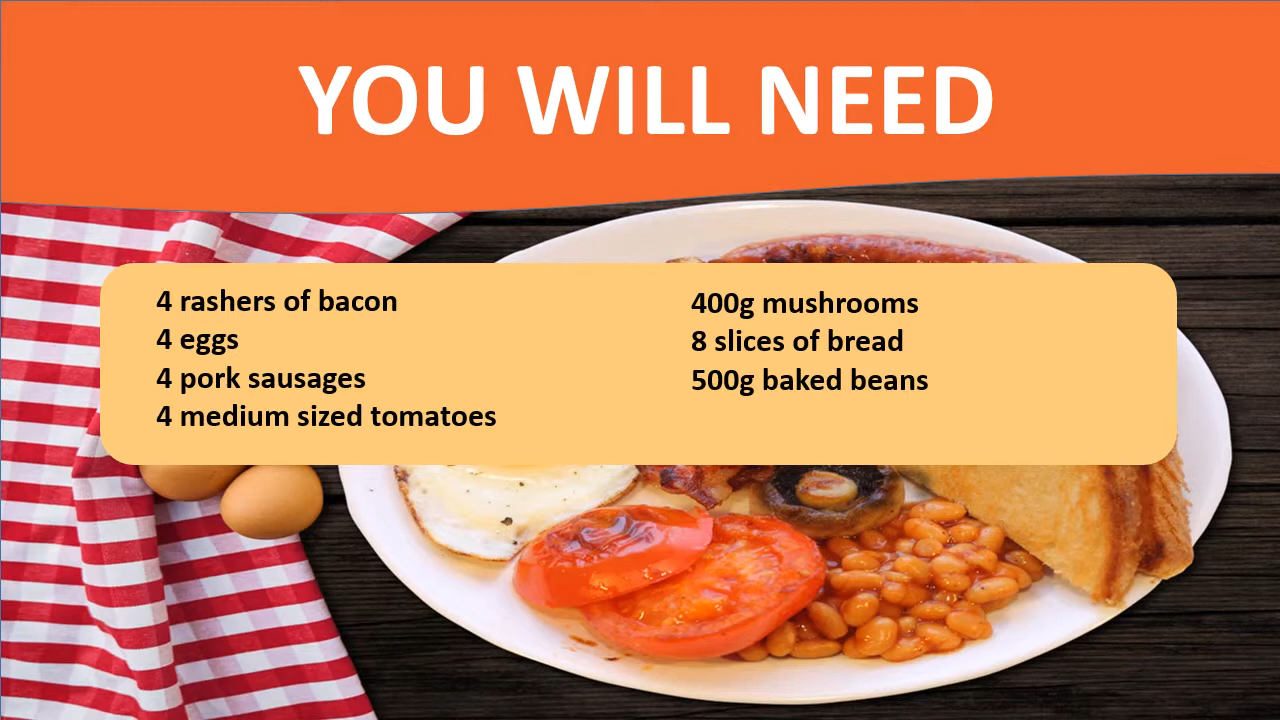 YOU WILL NEED
4 rashers of bacon
4 eggs
4 pork sausages
4 medium sized tomatoes
400g mushrooms
8 slices of bread
500g baked beans